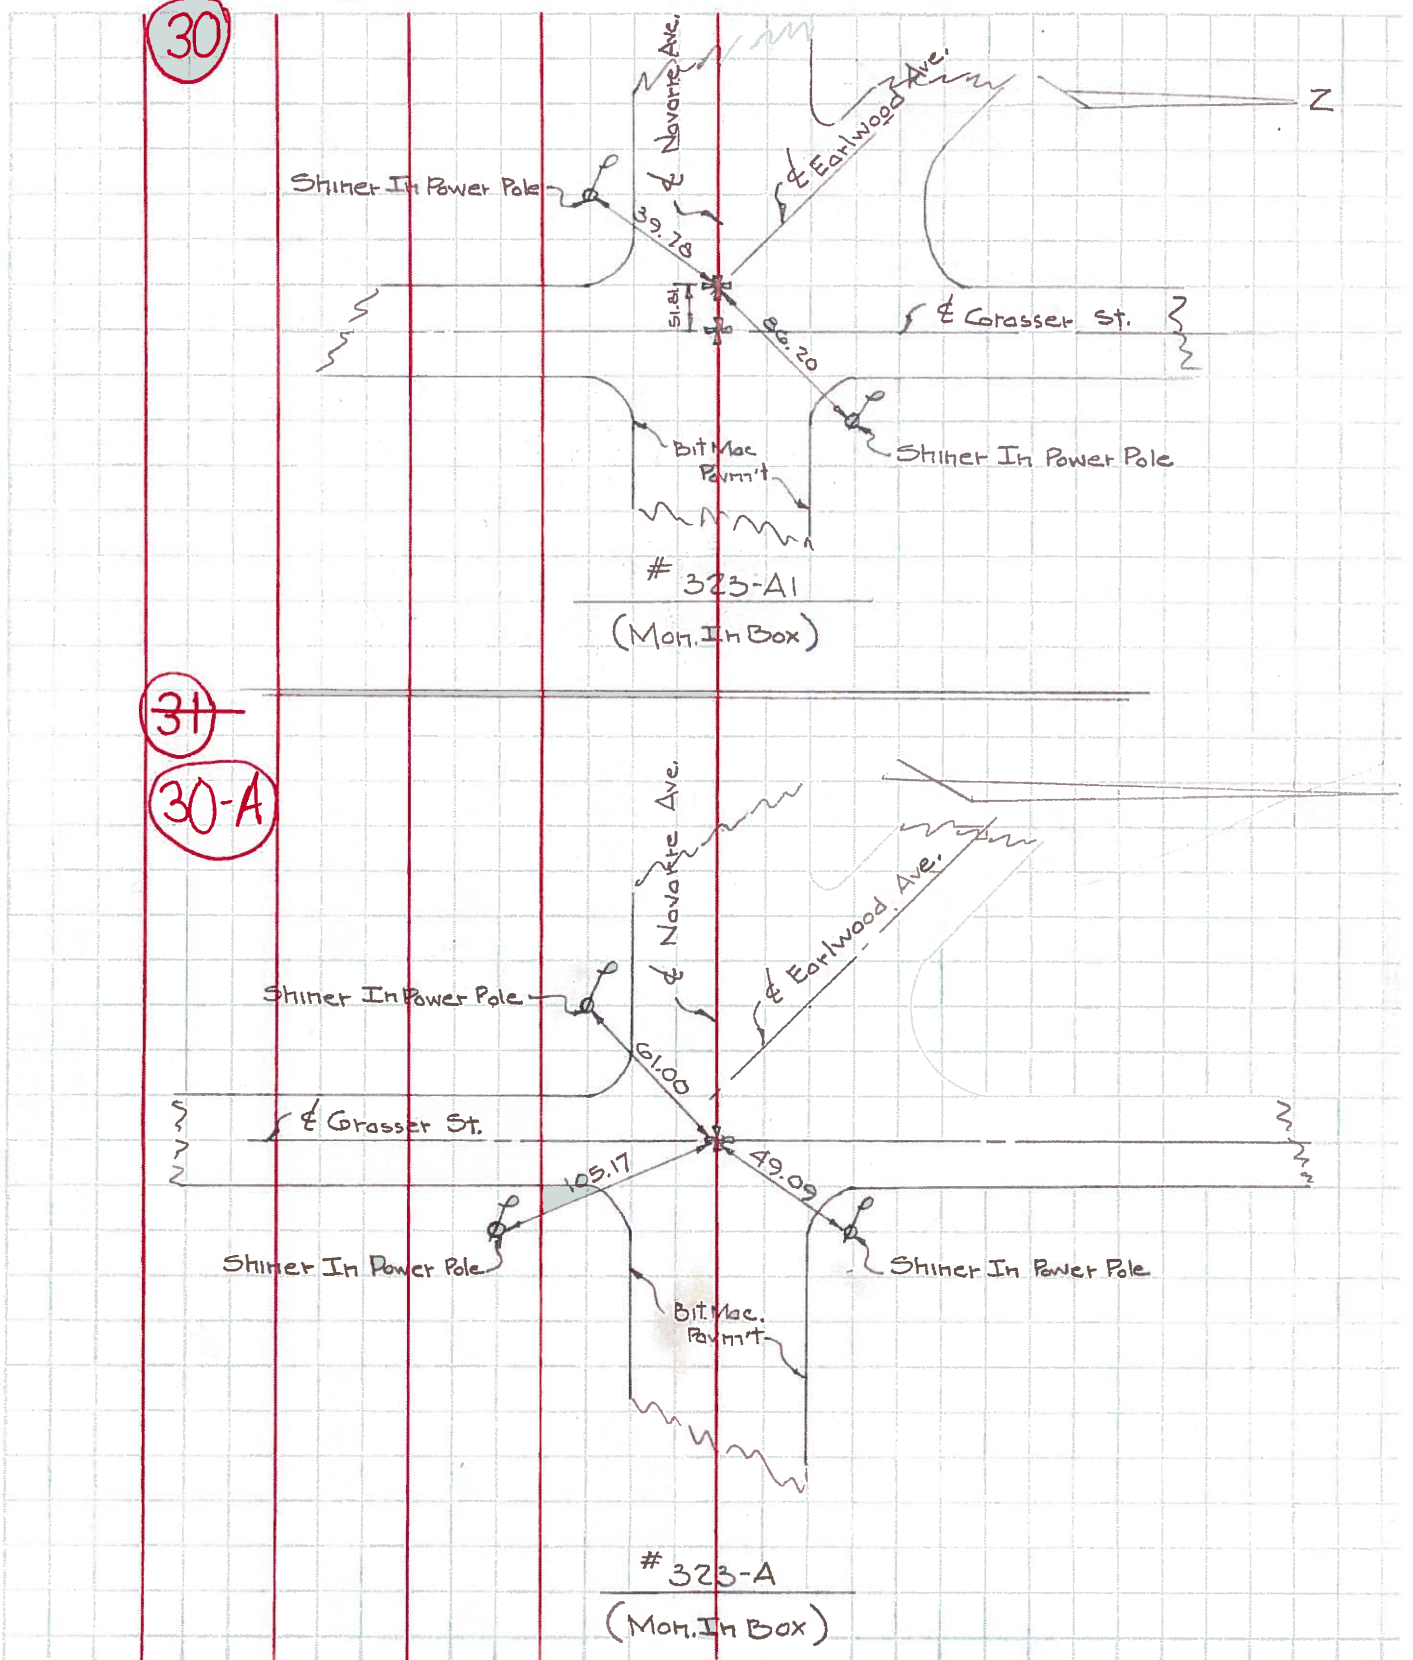 30
℄ Navarre Ave.
℄ Earlwood Ave.
Z
Shiner In Power Pole
39.78
51.81
℄ Grasser St.
86.20
Bit Mac
Pavm't
Shiner In Power Pole
# 323-A1
(Mon. In Box)
31
30-A
℄ Navarre Ave.
℄ Earlwood Ave.
Shiner In Power Pole
61.00
℄ Grasser St.
105.17
49.09
Shiner In Power Pole
Shiner In Power Pole
Bit. Mac.
Pavm't
# 323-A
(Mon. In Box)